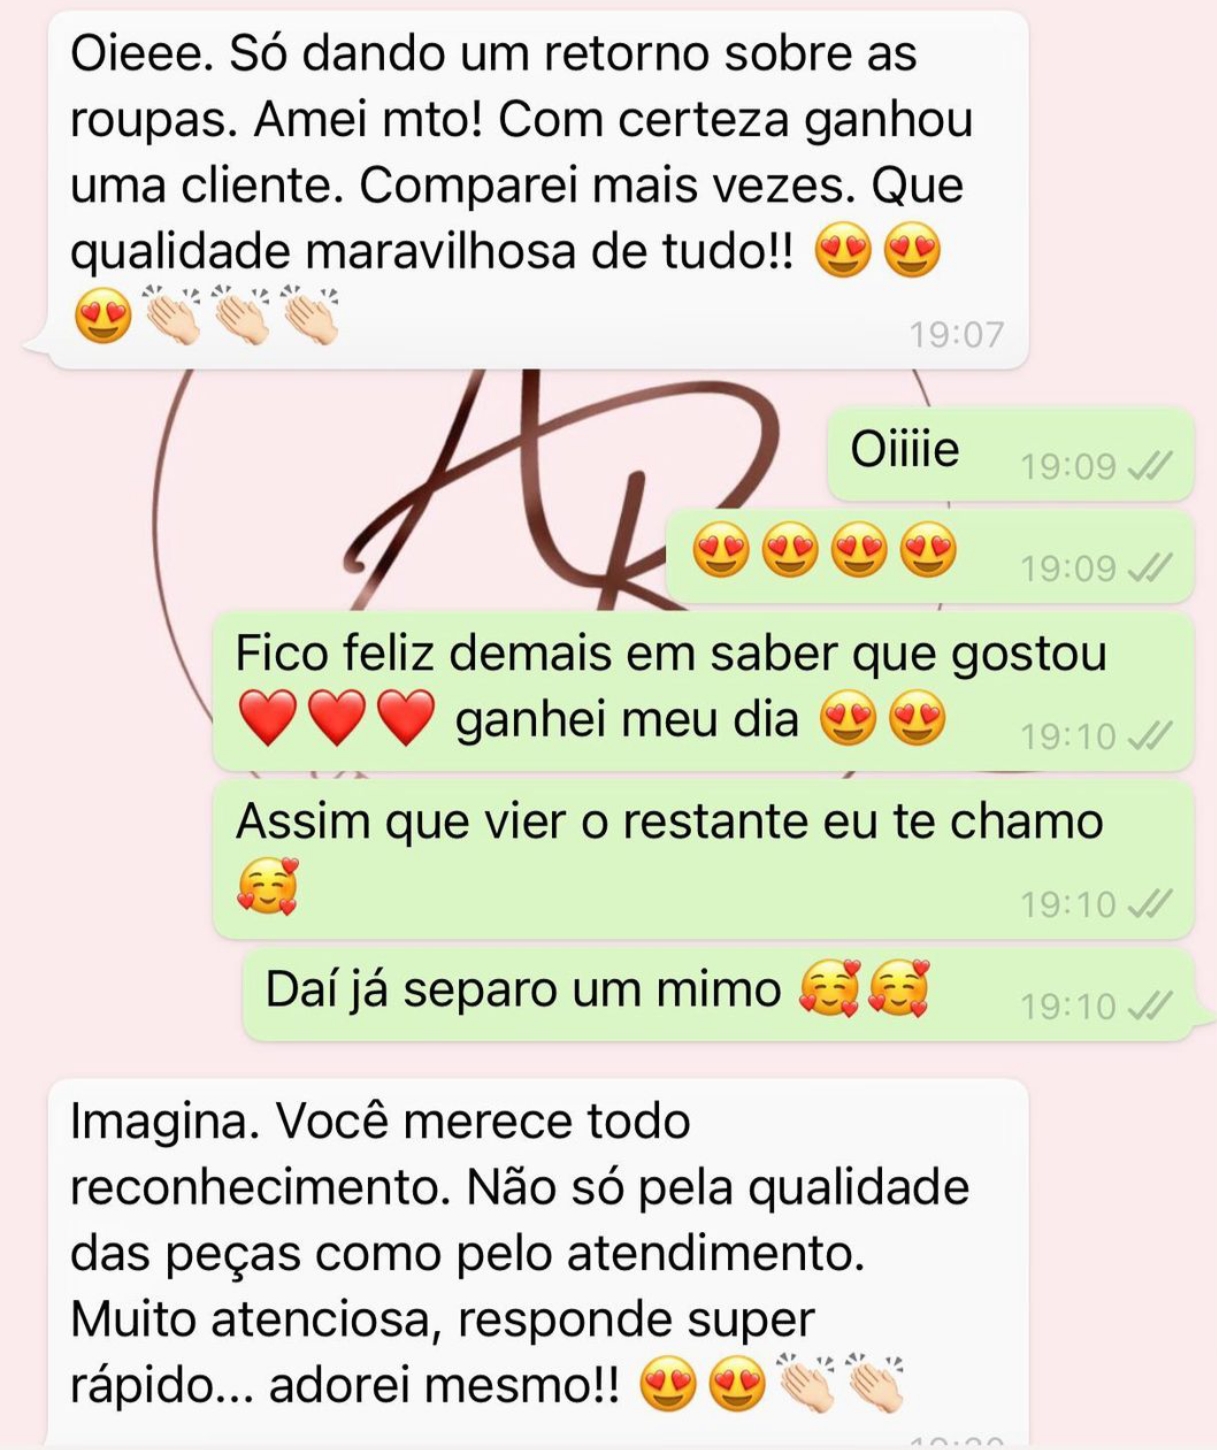 Oieee. Só dando um retorno sobre as
roupas. Amei mto! Com certeza ganhou
uma cliente. Comparei mais vezes. Que
qualidade maravilhosa de tudo!! 😍😍
😍👏🏻👏🏻👏🏻
19:07
Oiiiie
19:09
😍😍😍😍
19:09
Fico feliz demais em saber que gostou
❤️❤️❤️ ganhei meu dia 😍😍
19:10
Assim que vier o restante eu te chamo
🥰
19:10
Daí já separo um mimo 🥰🥰
19:10
Imagina. Você merece todo
reconhecimento. Não só pela qualidade
das peças como pelo atendimento.
Muito atenciosa, responde super
rápido... adorei mesmo!! 😍😍👏🏻👏🏻